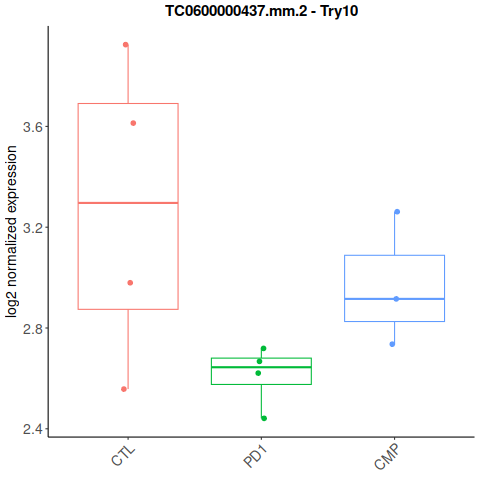 TC0600000437.mm.2 - Try10
log2 normalized expression
3.6
3.2
2.8
2.4
CTL
PD1
CMP